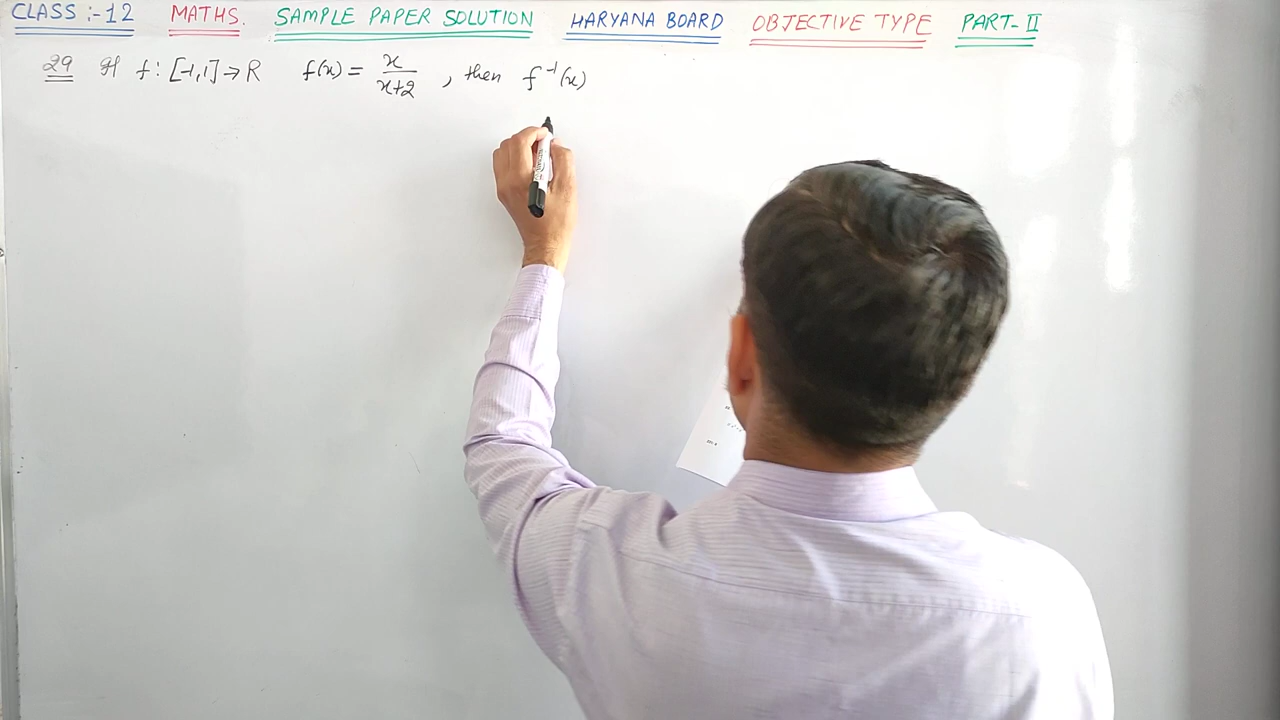 CLASS :- 12 MATHS. SAMPLE PAPER SOLUTION HARYANA BOARD OBJECTIVE TYPE PART- II
29 If f: [-1,1] → R f(x) = x/x+2 , then f⁻¹(x)